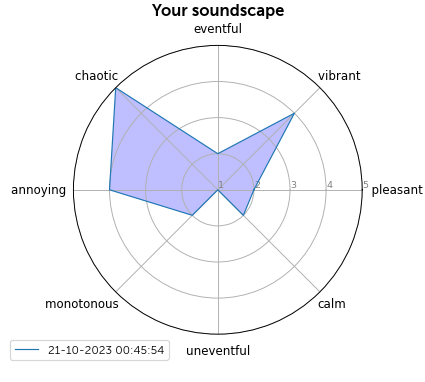 Your soundscape
eventful
chaotic
vibrant
annoying
1
2
3
4
5
pleasant
monotonous
calm
uneventful
21-10-2023 00:45:54